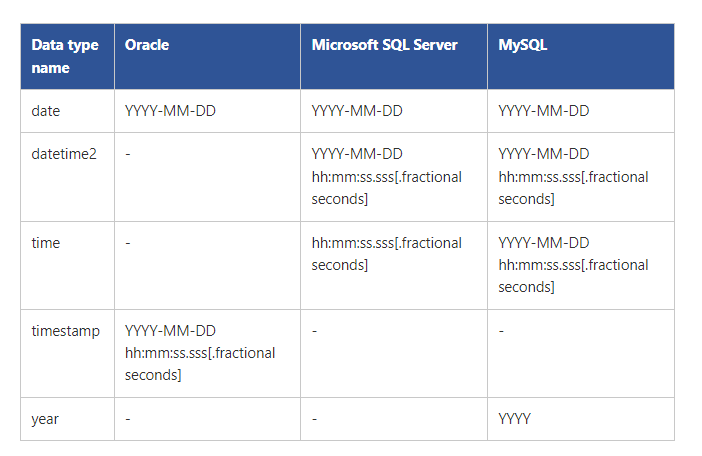 Data type name Oracle Microsoft SQL Server MySQL
date YYYY-MM-DD YYYY-MM-DD YYYY-MM-DD
datetime2 - YYYY-MM-DD YYYY-MM-DD
hh:mm:ss.sss[.fractional hh:mm:ss.sss[.fractional
seconds] seconds]
time - hh:mm:ss.sss[.fractional YYYY-MM-DD
seconds] hh:mm:ss.sss[.fractional
seconds]
timestamp YYYY-MM-DD - -
hh:mm:ss.sss[.fractional
seconds]
year - - YYYY